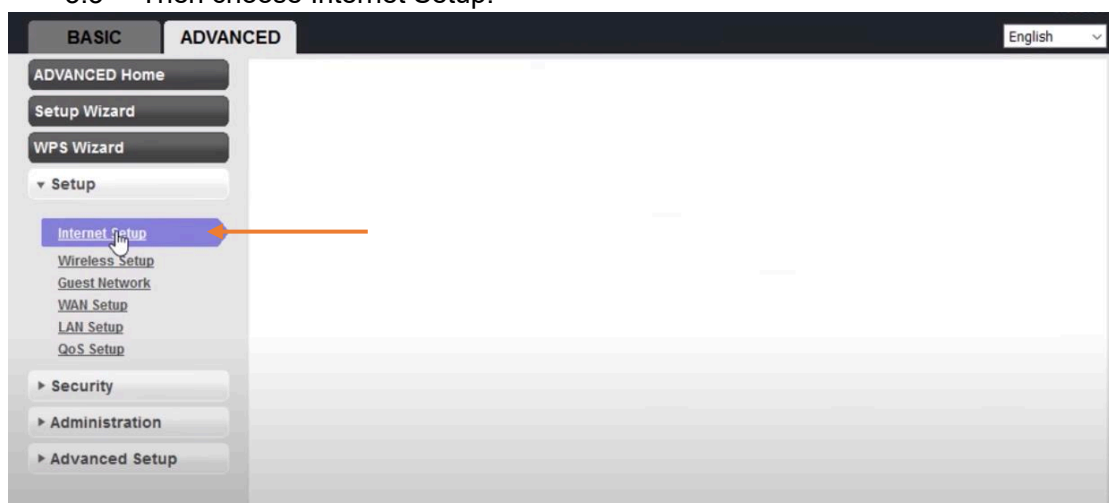 Then choose Internet Setup.
BASIC ADVANCED English
ADVANCED Home
Setup Wizard
WPS Wizard
Setup
Internet Setup
Wireless Setup
Guest Network
WAN Setup
LAN Setup
QoS Setup
Security
Administration
Advanced Setup